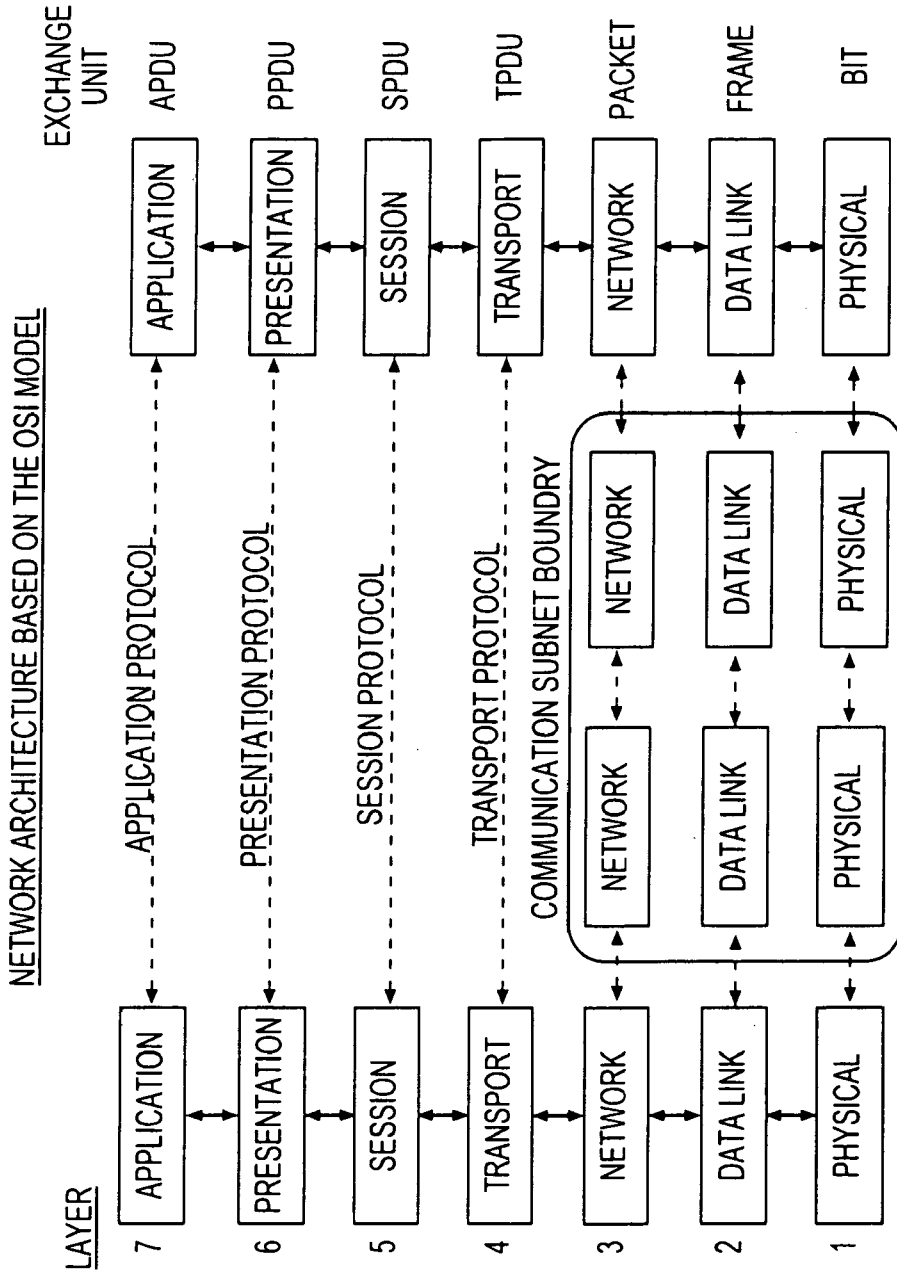 NETWORK ARCHITECTURE BASED ON THE OSI MODEL
LAYER
EXCHANGE
UNIT
7
APPLICATION
APPLICATION PROTOCOL
APPLICATION
APDU
6
PRESENTATION
PRESENTATION PROTOCOL
PRESENTATION
PPDU
5
SESSION
SESSION PROTOCOL
SESSION
SPDU
4
TRANSPORT
TRANSPORT PROTOCOL
TRANSPORT
TPDU
COMMUNICATION SUBNET BOUNDRY
3
NETWORK
NETWORK
NETWORK
NETWORK
PACKET
2
DATA LINK
DATA LINK
DATA LINK
DATA LINK
FRAME
1
PHYSICAL
PHYSICAL
PHYSICAL
PHYSICAL
BIT